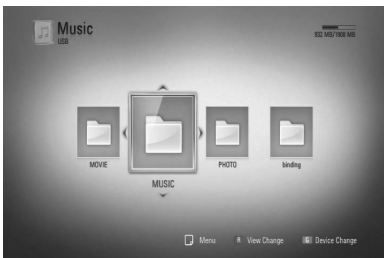 Music
USB
932 MB/1908 MB
MOVIE
MUSIC
PHOTO
binding
Menu
R View Change
G Device Change